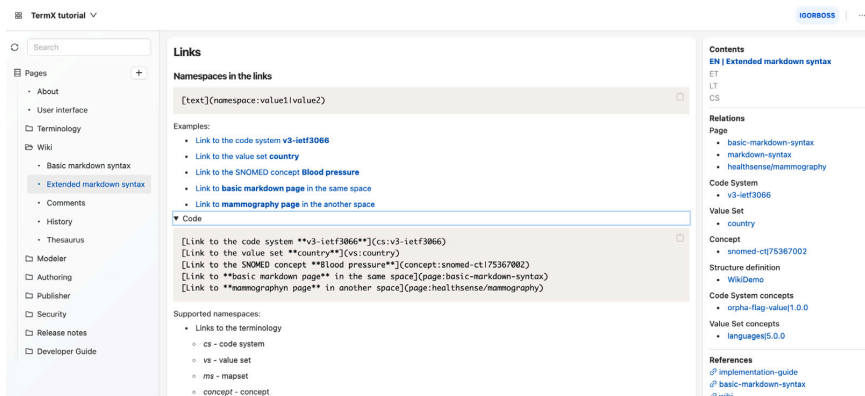 TermX tutorial
IGORBOSS
Search
Pages
About
User interface
Terminology
Wiki
Basic markdown syntax
Extended markdown syntax
Comments
History
Thesaurus
Modeler
Authoring
Publisher
Security
Release notes
Developer Guide
Links
Namespaces in the links
[text](namespace:value1|value2)
Examples:
Link to the code system v3-ietf3066
Link to the value set country
Link to the SNOMED concept Blood pressure
Link to basic markdown page in the same space
Link to mammography page in the another space
Code
[Link to the code system **v3-ietf3066**](cs:v3-ietf3066)
[Link to the value set **country**](vs:country)
[Link to the SNOMED concept **Blood pressure**](concept:snomed-ct|75367002)
[Link to **basic markdown page** in the same space](page:basic-markdown-syntax)
[Link to **mammographyn page** in another space](page:healthsense/mammography)
Supported namespaces:
Links to the terminology
cs - code system
vs - value set
ms - mapset
concept - concept
Contents
EN | Extended markdown syntax
ET
LT
CS
Relations
Page
basic-markdown-syntax
markdown-syntax
healthsense/mammography
Code System
v3-ietf3066
Value Set
country
Concept
snomed-ct|75367002
Structure definition
WikiDemo
Code System concepts
orpha-flag-value|1.0.0
Value Set concepts
languages|5.0.0
References
implementation-guide
basic-markdown-syntax